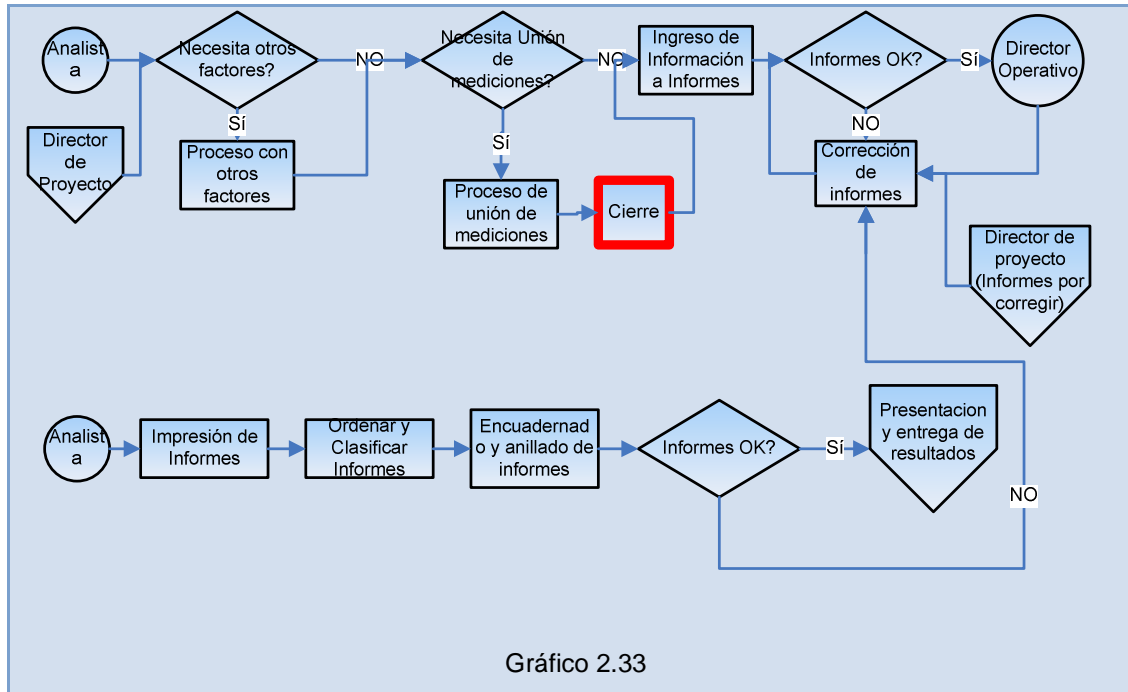 Analist
a
Necesita otros
factores?
NO
Necesita Unión
de
mediciones?
NO
Ingreso de
Información
a Informes
Informes OK?
Sí
Director
Operativo
Sí
Sí
NO
Director
de
Proyecto
Proceso con
otros
factores
Proceso de
unión de
mediciones
Cierre
Corrección
de
informes
Director de
proyecto
(Informes por
corregir)
Analist
a
Impresión de
Informes
Ordenar y
Clasificar
Informes
Encuadernad
o y anillado de
informes
Informes OK?
Sí
Presentacion
y entrega de
resultados
NO
Gráfico 2.33